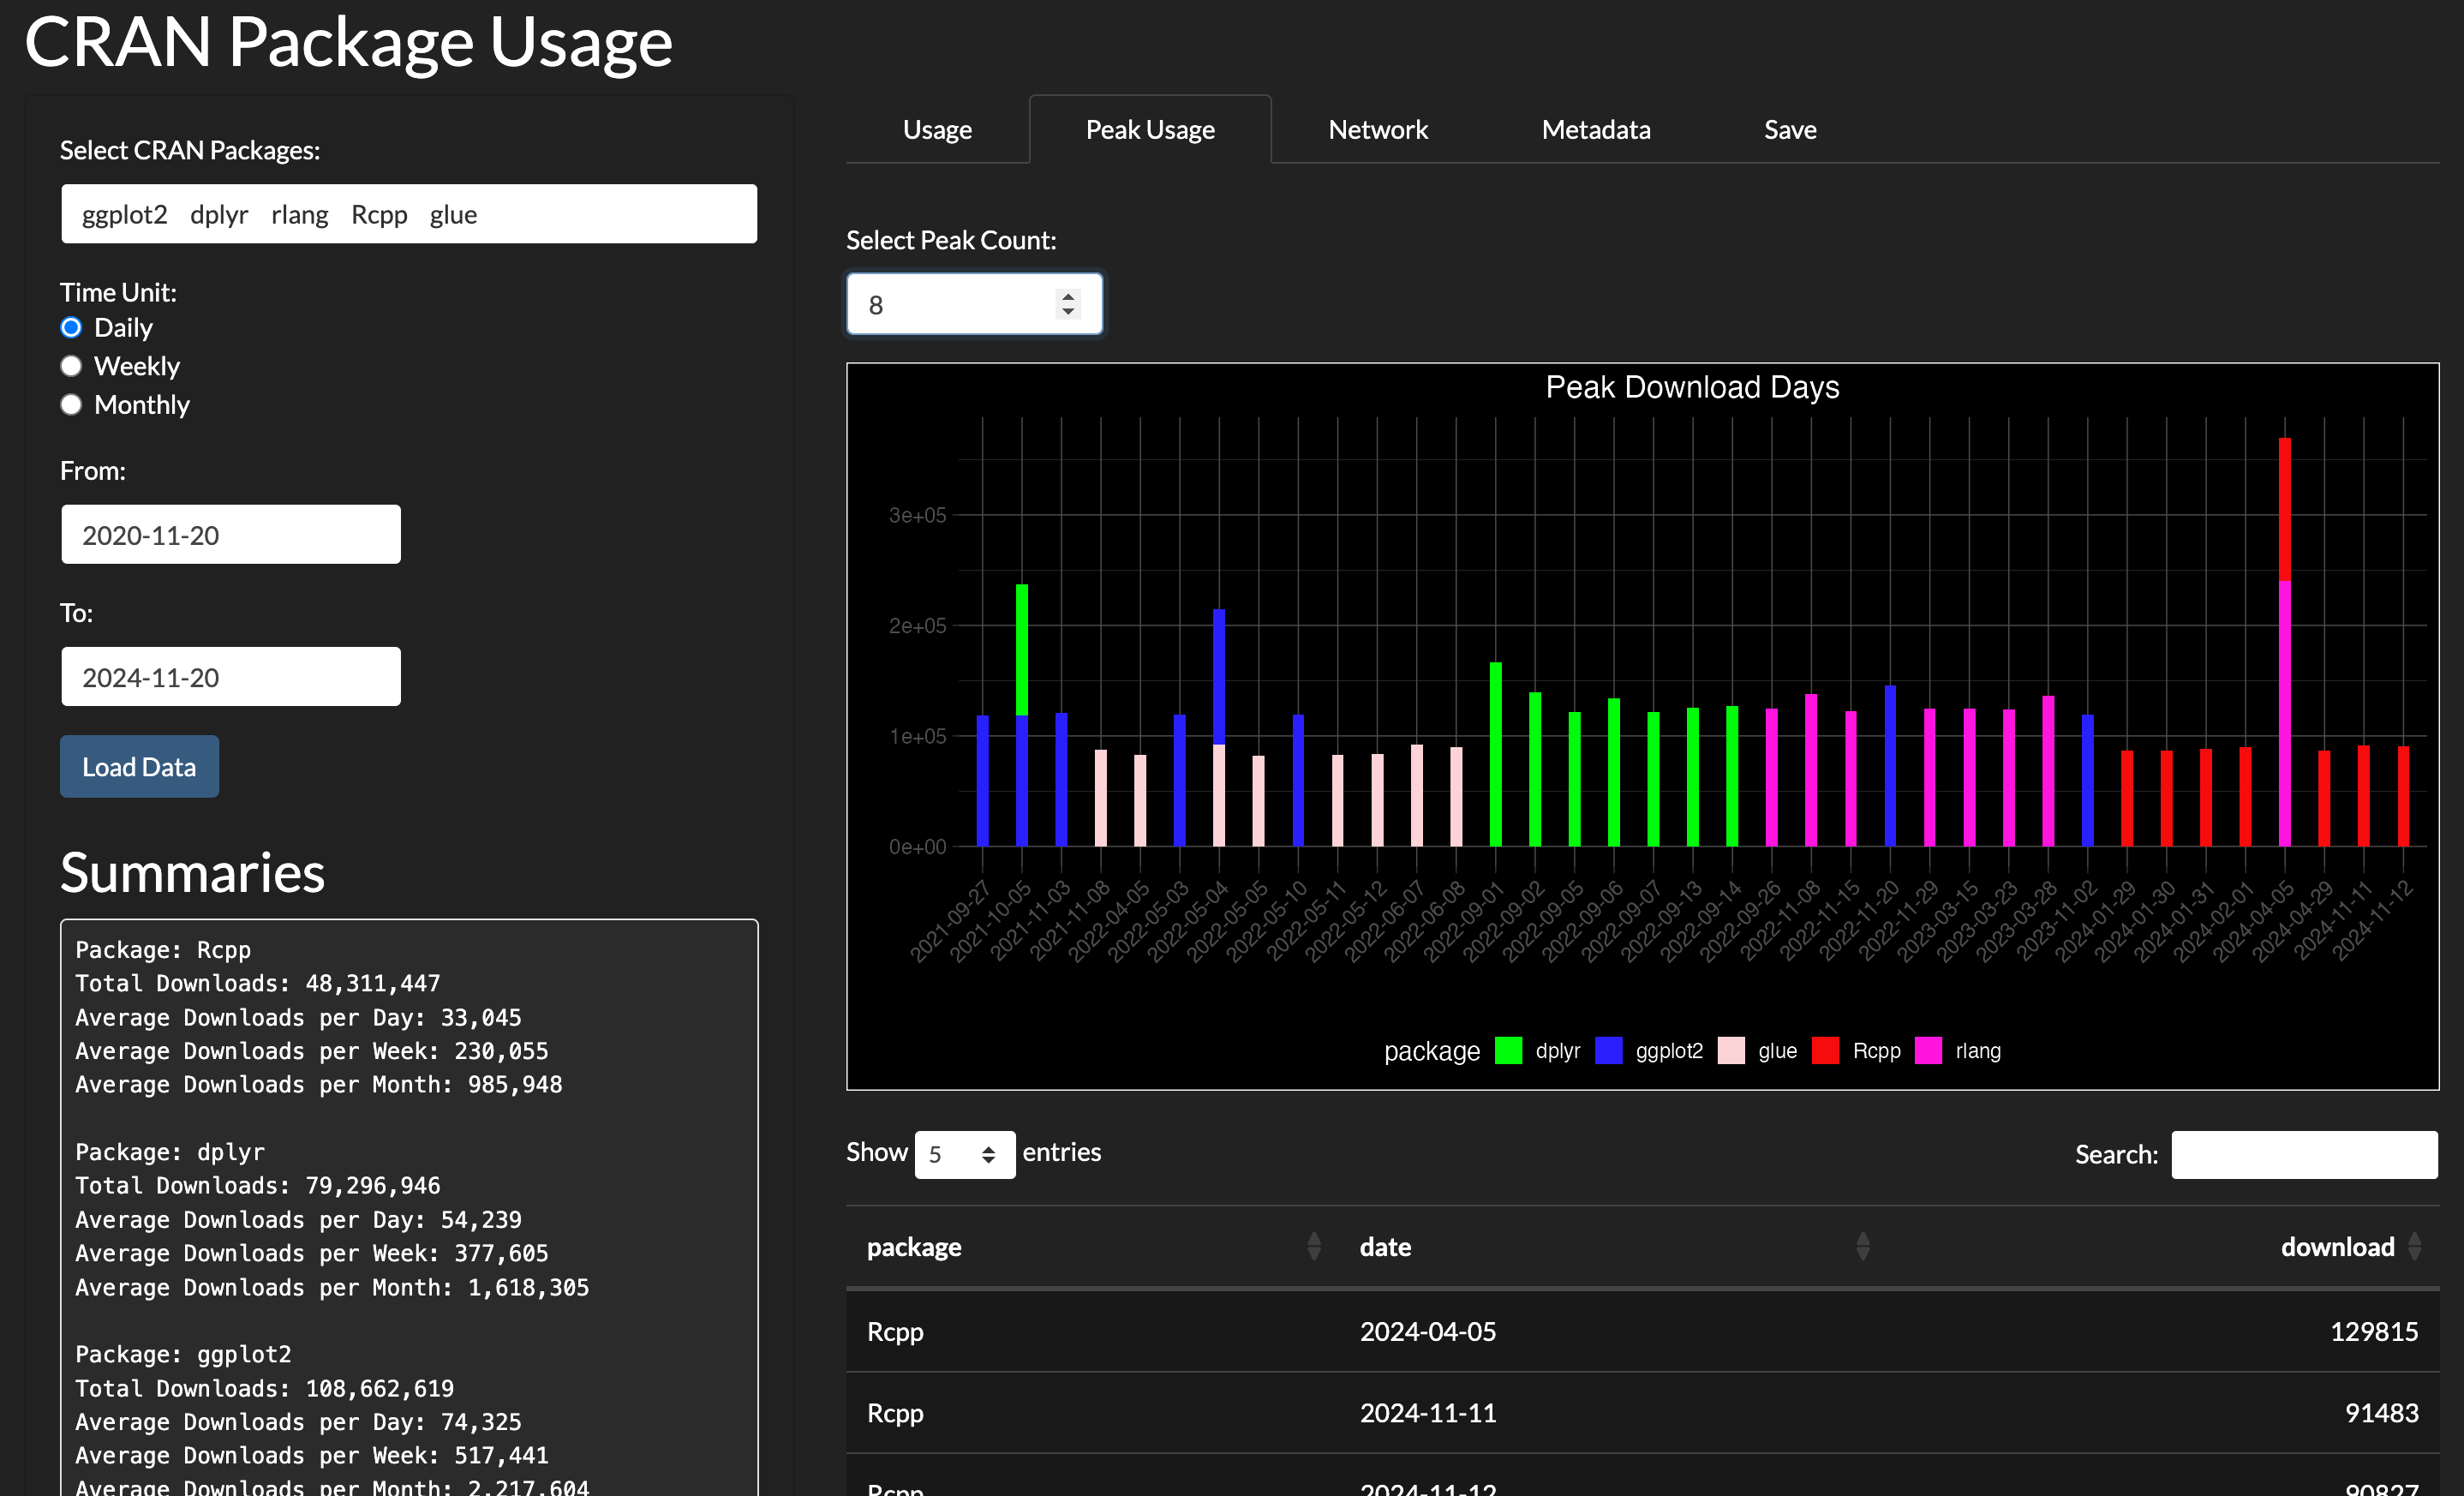 CRAN Package Usage
Select CRAN Packages:
ggplot2 dplyr rlang Rcpp glue
Time Unit:
Daily
Weekly
Monthly
From:
2020-11-20
To:
2024-11-20
Load Data
Summaries
Package: Rcpp
Total Downloads: 48,311,447
Average Downloads per Day: 33,045
Average Downloads per Week: 230,055
Average Downloads per Month: 985,948
Package: dplyr
Total Downloads: 79,296,946
Average Downloads per Day: 54,239
Average Downloads per Week: 377,605
Average Downloads per Month: 1,618,305
Package: ggplot2
Total Downloads: 108,662,619
Average Downloads per Day: 74,325
Average Downloads per Week: 517,441
Average Downloads per Month: 2,217,604
Usage Peak Usage Network Metadata Save
Select Peak Count:
8
Peak Download Days
3e+05
2e+05
1e+05
0e+00
2021-09-27
2021-10-05
2021-11-03
2021-11-08
2022-04-05
2022-05-03
2022-05-04
2022-05-05
2022-05-10
2022-05-11
2022-05-12
2022-06-07
2022-06-08
2022-09-01
2022-09-02
2022-09-05
2022-09-06
2022-09-07
2022-09-13
2022-09-14
2022-09-26
2022-11-08
2022-11-15
2022-11-20
2022-11-29
2023-03-15
2023-03-23
2023-03-28
2023-11-02
2024-01-29
2024-01-30
2024-01-31
2024-02-01
2024-04-05
2024-04-29
2024-11-11
2024-11-12
package dplyr ggplot2 glue Rcpp rlang
Show 5 entries
Search:
package date download
Rcpp 2024-04-05 129815
Rcpp 2024-11-11 91483
Rcpp 2024-11-12 90827